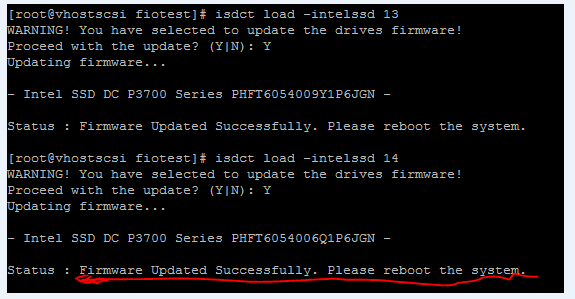 [root@vhostscsi fiotest]# isdct load -intelssd 13
WARNING! You have selected to update the drives firmware!
Proceed with the update? (Y|N): Y
Updating firmware...
- Intel SSD DC P3700 Series PHFT6054009Y1P6JGN -
Status : Firmware Updated Successfully. Please reboot the system.
[root@vhostscsi fiotest]# isdct load -intelssd 14
WARNING! You have selected to update the drives firmware!
Proceed with the update? (Y|N): Y
Updating firmware...
- Intel SSD DC P3700 Series PHFT6054006Q1P6JGN -
Status : Firmware Updated Successfully. Please reboot the system.